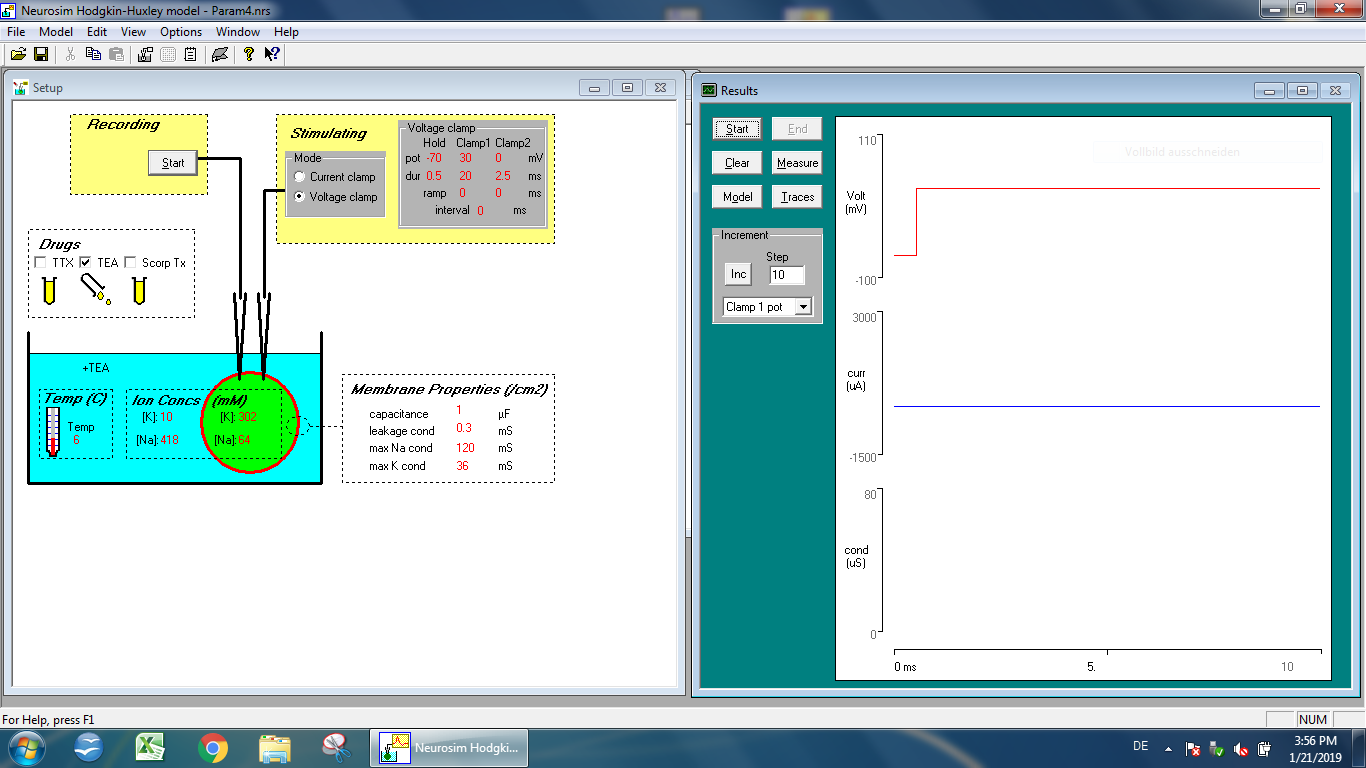 Neurosim Hodgkin-Huxley model - Param4.nrs
File Model Edit View Options Window Help
Setup
Recording
Start
Stimulating
Mode
Current clamp
Voltage clamp
Voltage clamp
Hold Clamp1 Clamp2
pot -70 30 0 mV
dur 0.5 20 2.5 ms
ramp 0 0 ms
interval 0 ms
Drugs
TTX TEA Scorp Tx
+TEA
Temp (C)
Temp
6
Ion Concs (mM)
[K]: 10 [K]: 302
[Na]: 418 [Na]: 64
Membrane Properties (/cm2)
capacitance 1 µF
leakage cond 0.3 mS
max Na cond 120 mS
max K cond 36 mS
Results
Start End
Clear Measure
Model Traces
Increment
Step
Inc 10
Clamp 1 pot
Vollbild ausschneiden
110
Volt
(mV)
-100
3000
curr
(uA)
-1500
80
cond
(uS)
0
0 ms 5. 10
For Help, press F1
NUM
Neurosim Hodgki...
DE
3:56 PM
1/21/2019